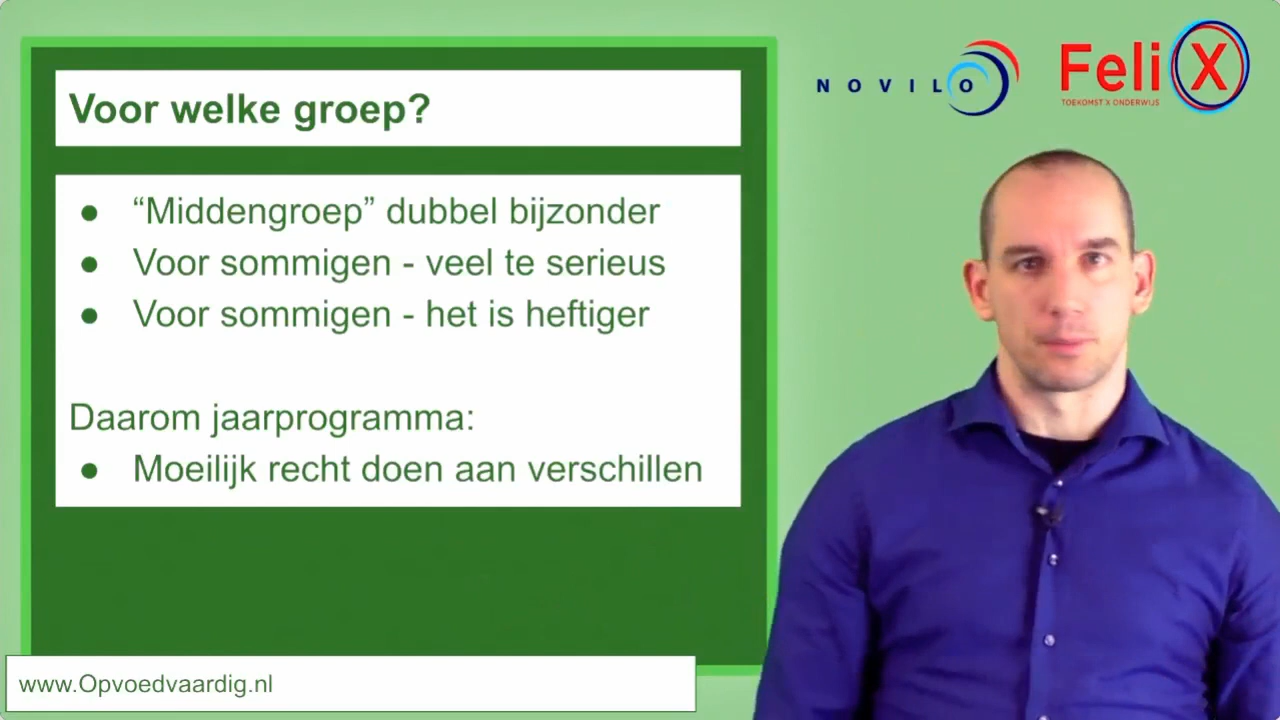 Voor welke groep?
NOVILO
FeliX
TOEKOMST X ONDERWIJS
● “Middengroep” dubbel bijzonder
● Voor sommigen - veel te serieus
● Voor sommigen - het is heftiger
Daarom jaarprogramma:
● Moeilijk recht doen aan verschillen
www.Opvoedvaardig.nl